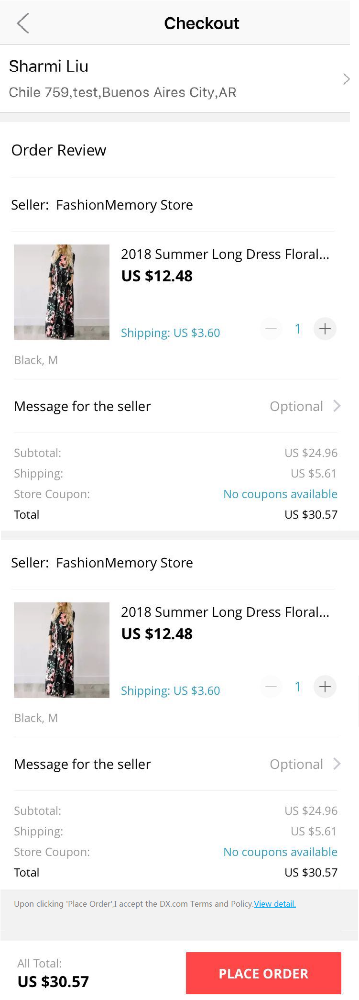 Checkout
Sharmi Liu
Chile 759,test,Buenos Aires City,AR
Order Review
Seller: FashionMemory Store
2018 Summer Long Dress Floral...
US $12.48
Shipping: US $3.60 1
Black, M
Message for the seller Optional
Subtotal: US $24.96
Shipping: US $5.61
Store Coupon: No coupons available
Total US $30.57
Seller: FashionMemory Store
2018 Summer Long Dress Floral...
US $12.48
Shipping: US $3.60 1
Black, M
Message for the seller Optional
Subtotal: US $24.96
Shipping: US $5.61
Store Coupon: No coupons available
Total US $30.57
Upon clicking 'Place Order',I accept the DX.com Terms and Policy.View detail.
All Total:
US $30.57
PLACE ORDER